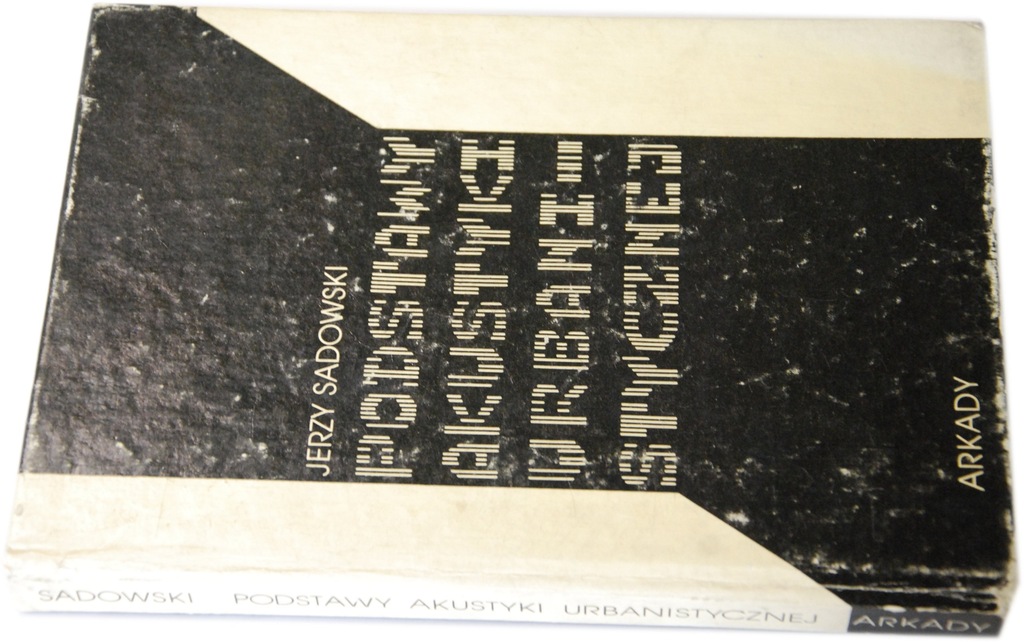 JERZY SADOWSKI
PODSTAWY
AKUSTYKI
URBANI-
STYCZNEJ
ARKADY
SADOWSKI PODSTAWY AKUSTYKI URBANISTYCZNEJ ARKADY